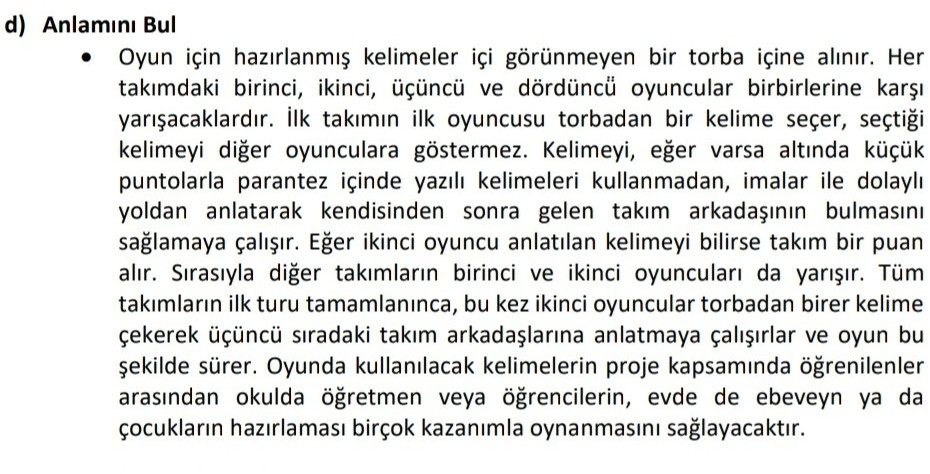 d) Anlamını Bul
• Oyun için hazırlanmış kelimeler içi görünmeyen bir torba içine alınır. Her
takımdaki birinci, ikinci, üçüncü ve dördüncü oyuncular birbirlerine karşı
yarışacaklardır. İlk takımın ilk oyuncusu torbadan bir kelime seçer, seçtiği
kelimeyi diğer oyunculara göstermez. Kelimeyi, eğer varsa altında küçük
puntolarla parantez içinde yazılı kelimeleri kullanmadan, imalar ile dolaylı
yoldan anlatarak kendisinden sonra gelen takım arkadaşının bulmasını
sağlamaya çalışır. Eğer ikinci oyuncu anlatılan kelimeyi bilirse takım bir puan
alır. Sırasıyla diğer takımların birinci ve ikinci oyuncuları da yarışır. Tüm
takımların ilk turu tamamlanınca, bu kez ikinci oyuncular torbadan birer kelime
çekerek üçüncü sıradaki takım arkadaşlarına anlatmaya çalışırlar ve oyun bu
şekilde sürer. Oyunda kullanılacak kelimelerin proje kapsamında öğrenilenler
arasından okulda öğretmen veya öğrencilerin, evde de ebeveyn ya da
çocukların hazırlaması birçok kazanımla oynanmasını sağlayacaktır.